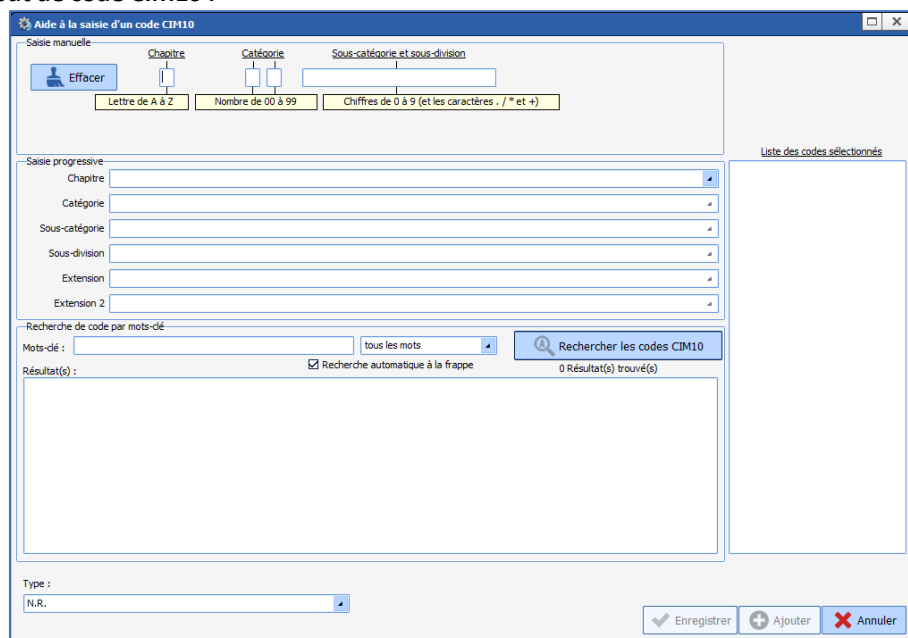 Aide à la saisie d'un code CIM10
Saisie manuelle
Chapitre Catégorie Sous-catégorie et sous-division
Effacer
Lettre de A à Z Nombre de 00 à 99 Chiffres de 0 à 9 (et les caractères . / * et +)
Liste des codes sélectionnés
Saisie progressive
Chapitre
Catégorie
Sous-catégorie
Sous-division
Extension
Extension 2
Recherche de code par mots-clé
Mots-clé : tous les mots Rechercher les codes CIM10
Recherche automatique à la frappe 0 Résultat(s) trouvé(s)
Résultat(s) :
Type :
N.R.
Enregistrer Ajouter Annuler